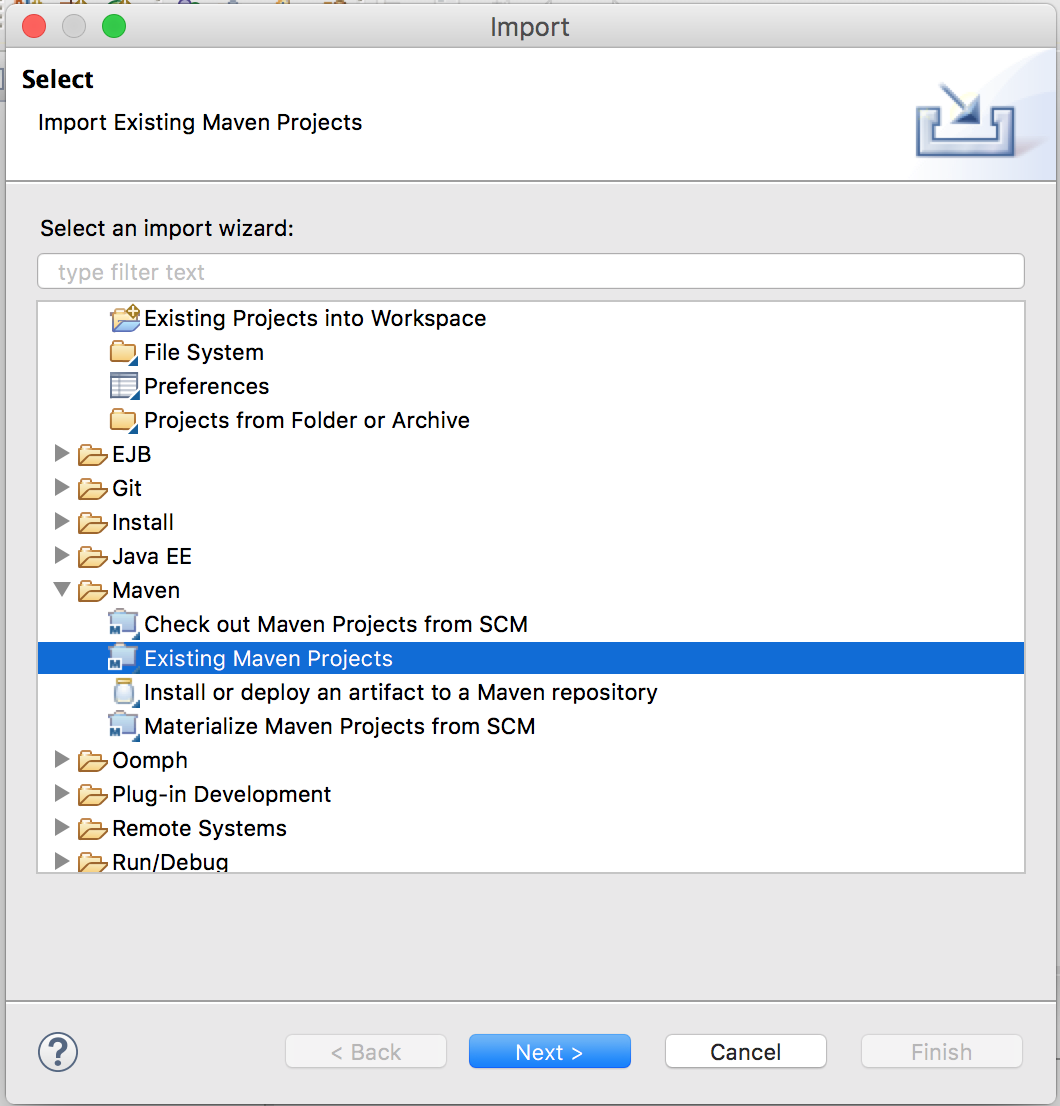 Import
Select
Import Existing Maven Projects
Select an import wizard:
type filter text
Existing Projects into Workspace
File System
Preferences
Projects from Folder or Archive
EJB
Git
Install
Java EE
Maven
Check out Maven Projects from SCM
Existing Maven Projects
Install or deploy an artifact to a Maven repository
Materialize Maven Projects from SCM
Oomph
Plug-in Development
Remote Systems
Run/Debug
? < Back Next > Cancel Finish